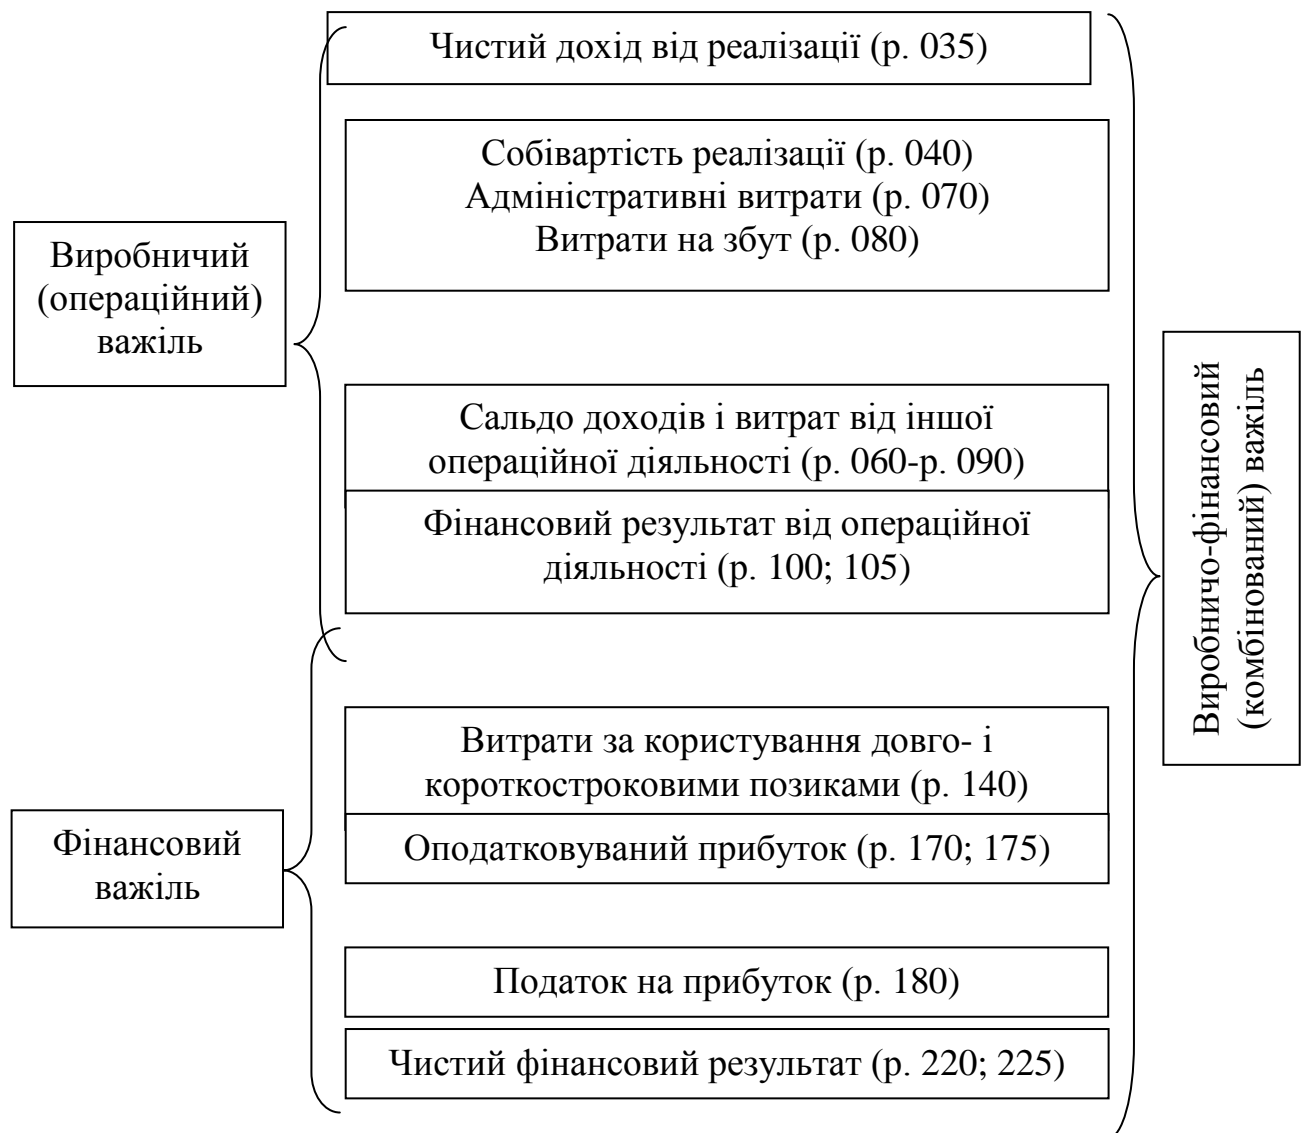 Чистий дохід від реалізації (р. 035)
Собівартість реалізації (р. 040)
Адміністративні витрати (р. 070)
Витрати на збут (р. 080)
Виробничий
(операційний)
важіль
Сальдо доходів і витрат від іншої
операційної діяльності (р. 060-р. 090)
Фінансовий результат від операційної
діяльності (р. 100; 105)
Виробничо-фінансовий
(комбінований) важіль
Витрати за користування довго- і
короткостроковими позиками (р. 140)
Фінансовий
важіль
Оподатковуваний прибуток (р. 170; 175)
Податок на прибуток (р. 180)
Чистий фінансовий результат (р. 220; 225)